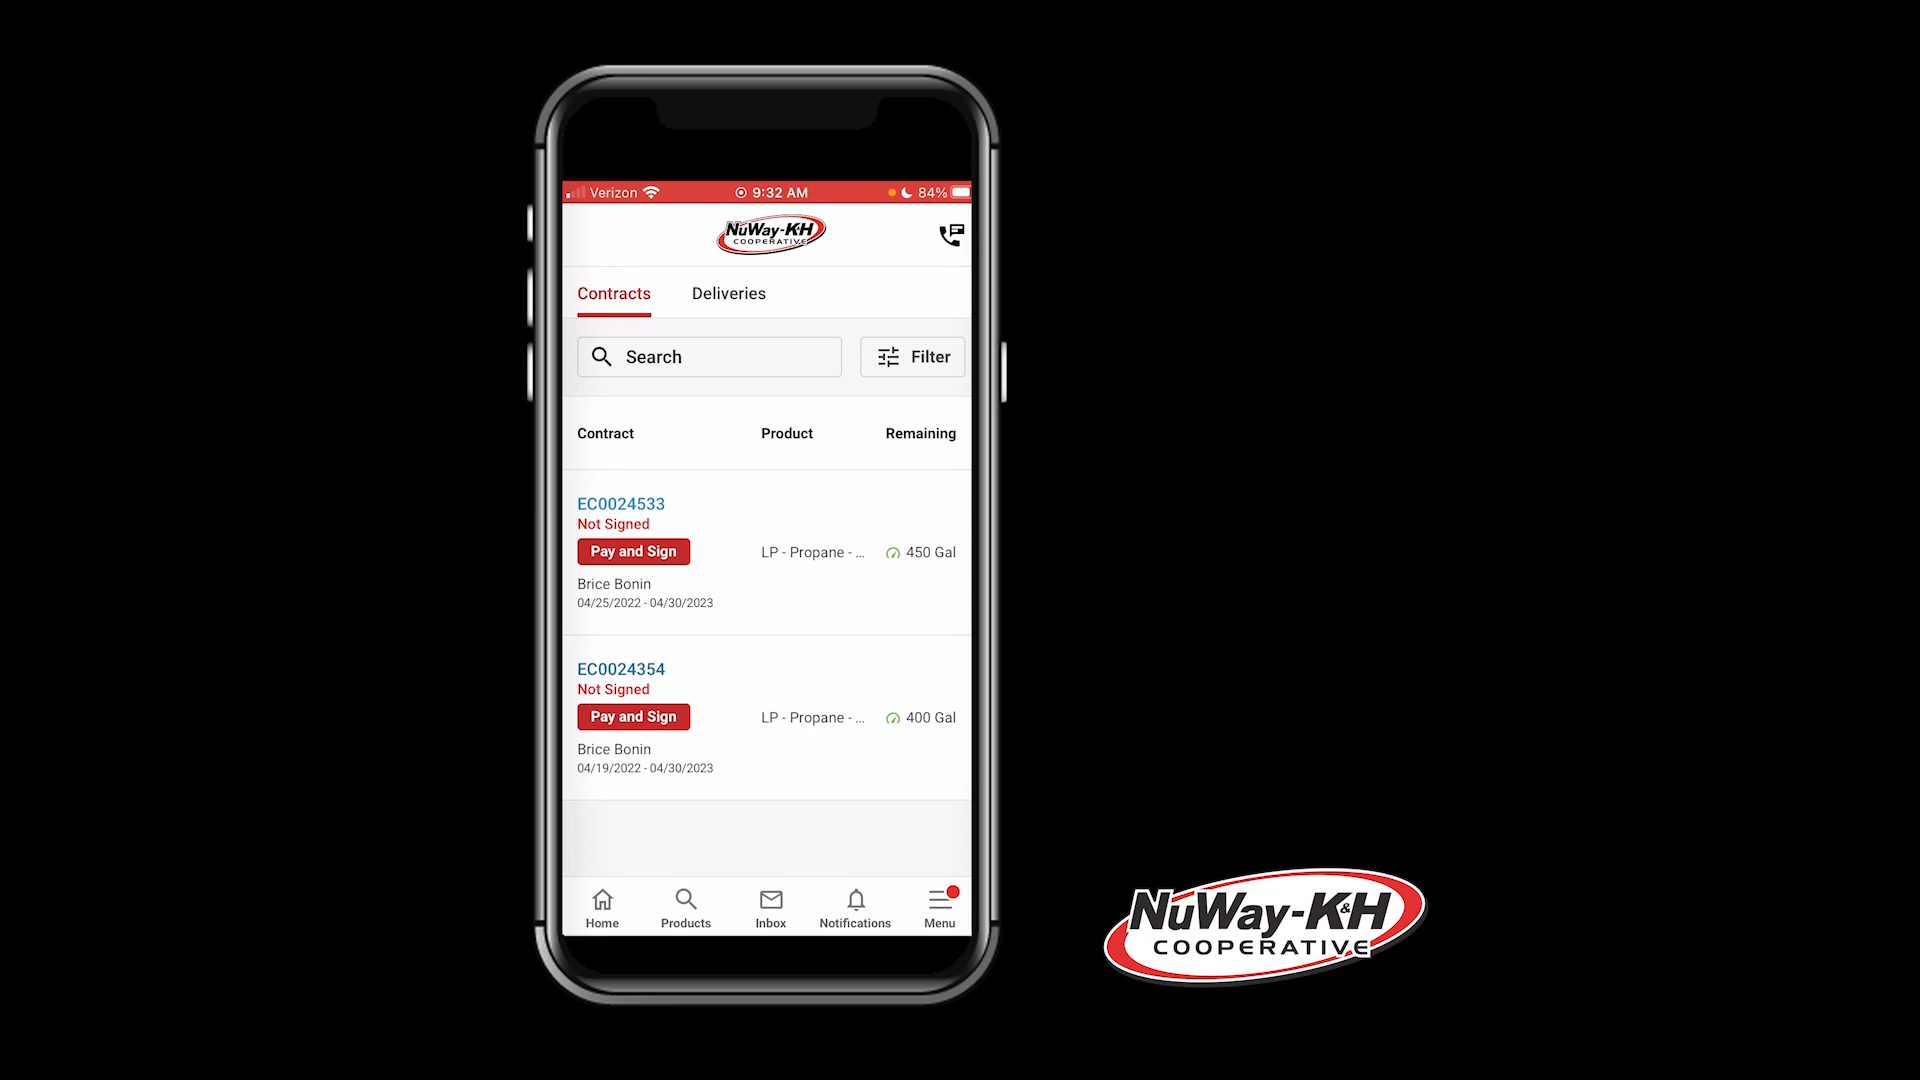 Verizon 9:32 AM 84%
NuWay-K&H
COOPERATIVE
Contracts Deliveries
Search Filter
Contract Product Remaining
EC0024533
Not Signed
Pay and Sign
LP - Propane - ... 450 Gal
Brice Bonin
04/25/2022 - 04/30/2023
EC0024354
Not Signed
Pay and Sign
LP - Propane - ... 400 Gal
Brice Bonin
04/19/2022 - 04/30/2023
Home Products Inbox Notifications Menu
NuWay-K&H
COOPERATIVE